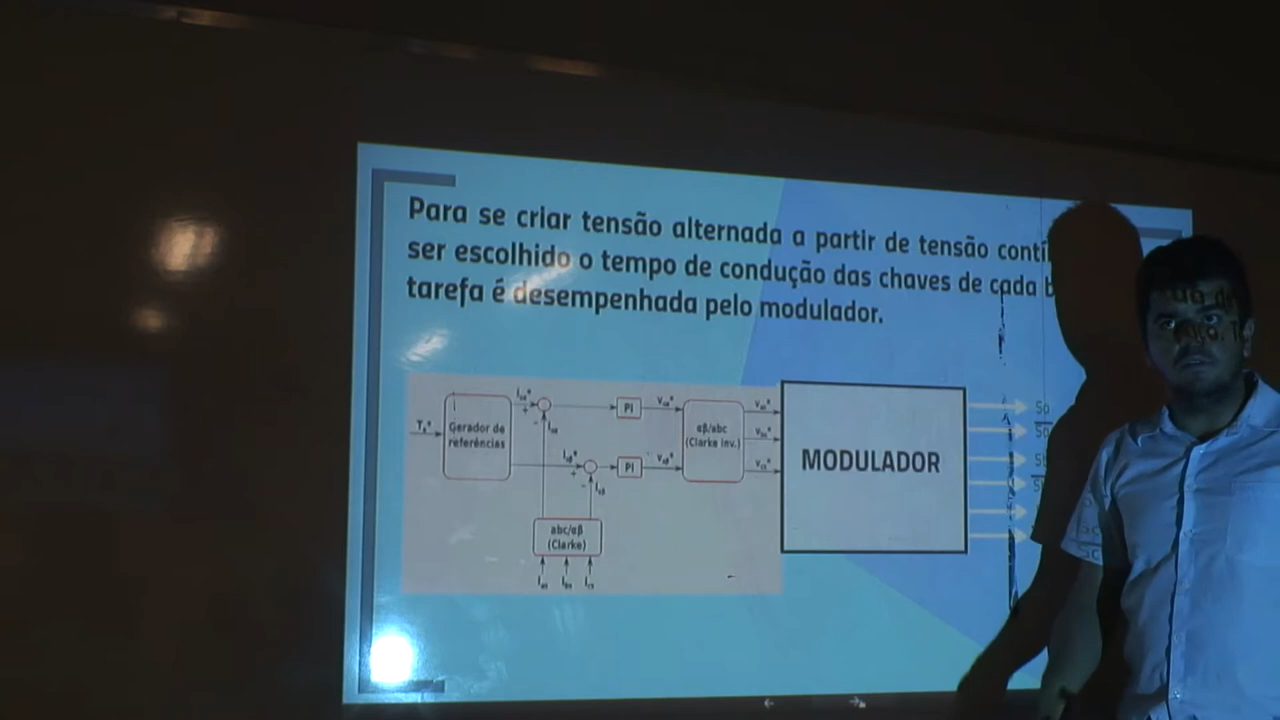 Para se criar tensão alternada a partir de tensão contí
ser escolhido o tempo de condução das chaves de cada b
tarefa é desempenhada pelo modulador.
Gerador de
referências
PI
PI
αβ/abc
(Clarke inv.)
MODULADOR
abc/αβ
(Clarke)